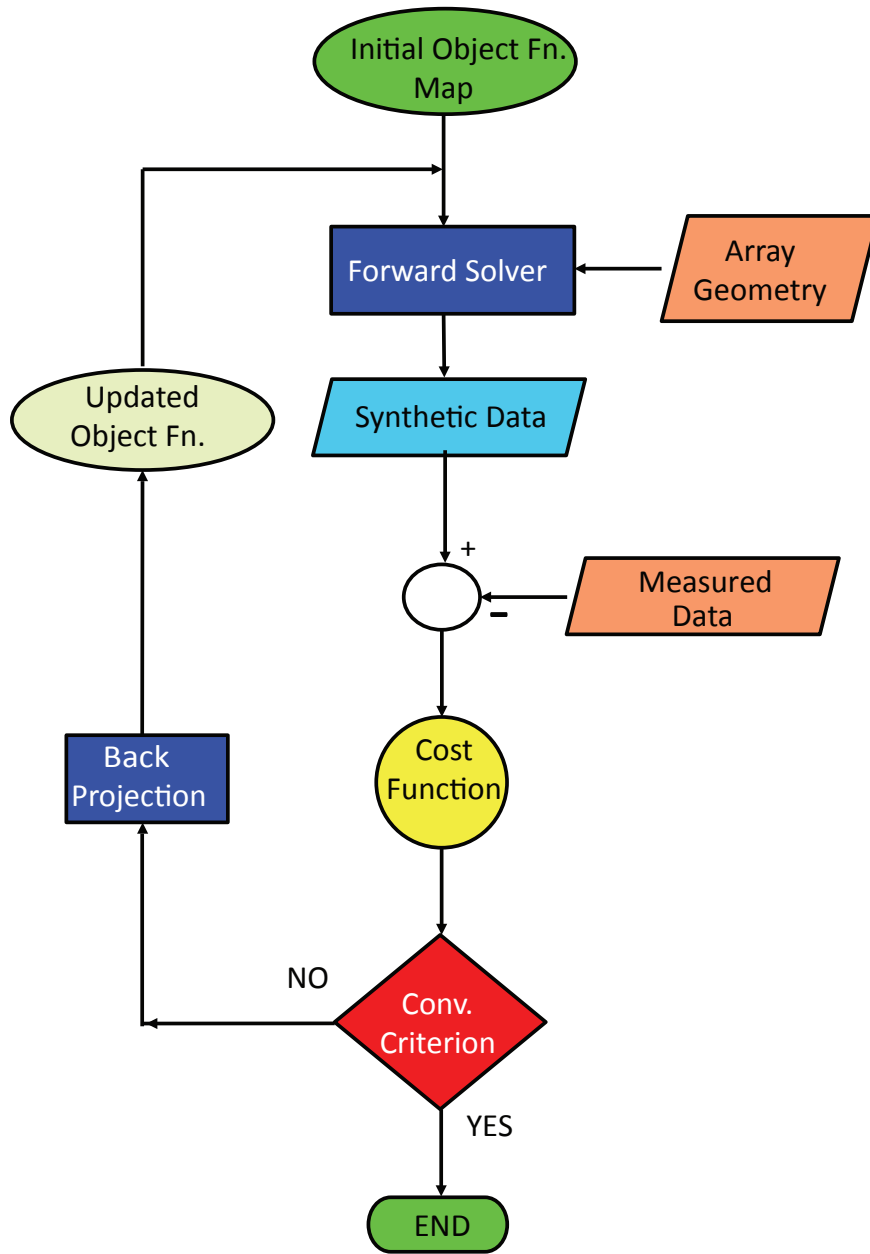 Initial Object Fn.
Map
Forward Solver
Array
Geometry
Updated
Object Fn.
Synthetic Data
+
Measured
Data
−
Back
Projection
Cost
Function
NO
Conv.
Criterion
YES
END